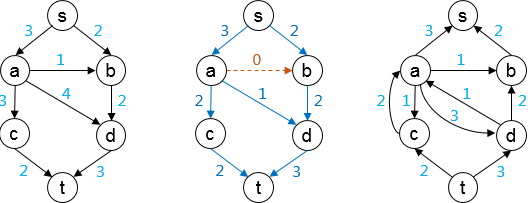 s s s
3 2 3 2 3 2
1 0 1
a b a b a b
3 4 2 2 1 2 2 1 1 3 2
c d c d c d
2 3 2 3 2 3
t t t